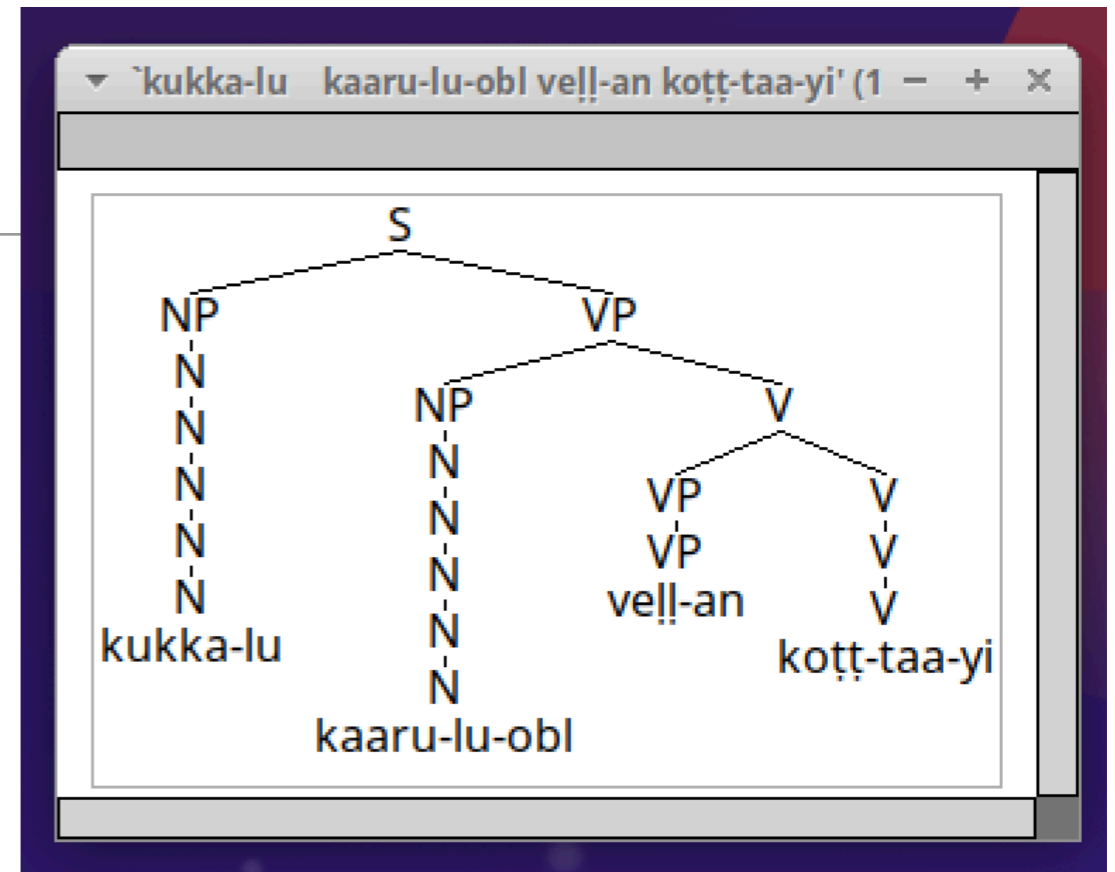 `kukka-lu kaaru-lu-obl veḷḷ-an koṭṭ-taa-yi' (1
S
NP VP
N
NP V
N
N
N VP V
N
N VP V
N
N veḷḷ-an V
kukka-lu
N
koṭṭ-taa-yi
N
kaaru-lu-obl